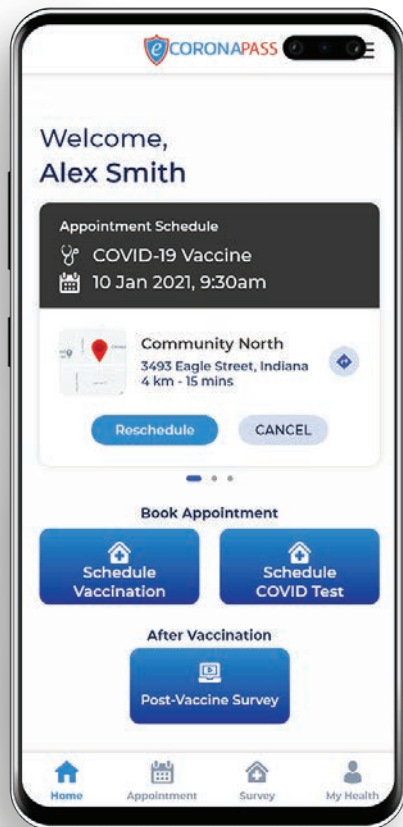 e CORONAPASS
Welcome,
Alex Smith
Appointment Schedule
COVID-19 Vaccine
10 Jan 2021, 9:30am
Community North
3493 Eagle Street, Indiana
4 km - 15 mins
Reschedule
CANCEL
Book Appointment
Schedule
Vaccination
Schedule
COVID Test
After Vaccination
Post-Vaccine Survey
Home
Appointment
Survey
My Health